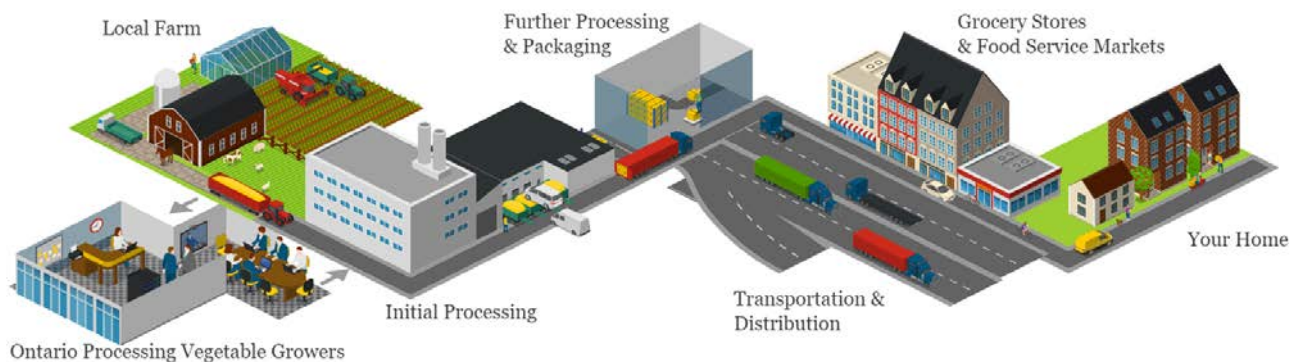 Local Farm
Further Processing
& Packaging
Grocery Stores
& Food Service Markets
Your Home
Initial Processing
Transportation &
Distribution
Ontario Processing Vegetable Growers